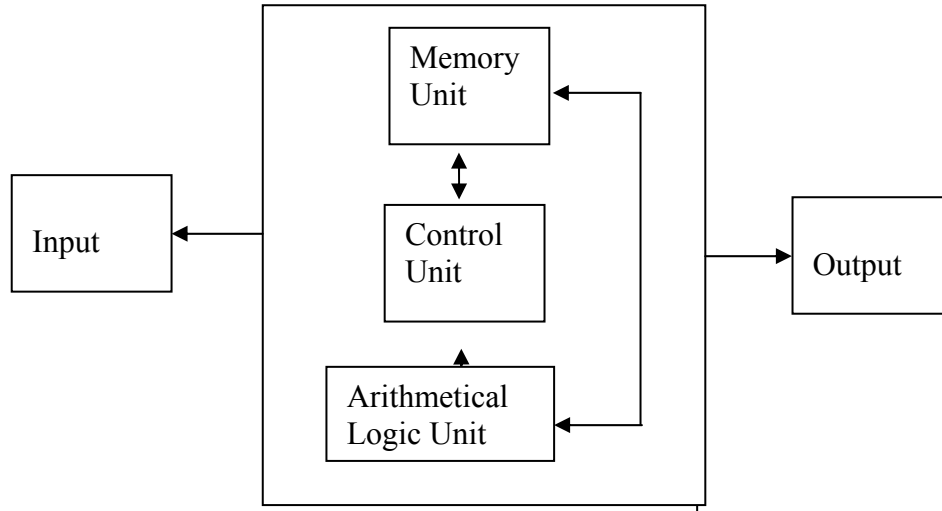 Memory
Unit
Input
Control
Unit
Output
Arithmetical
Logic Unit